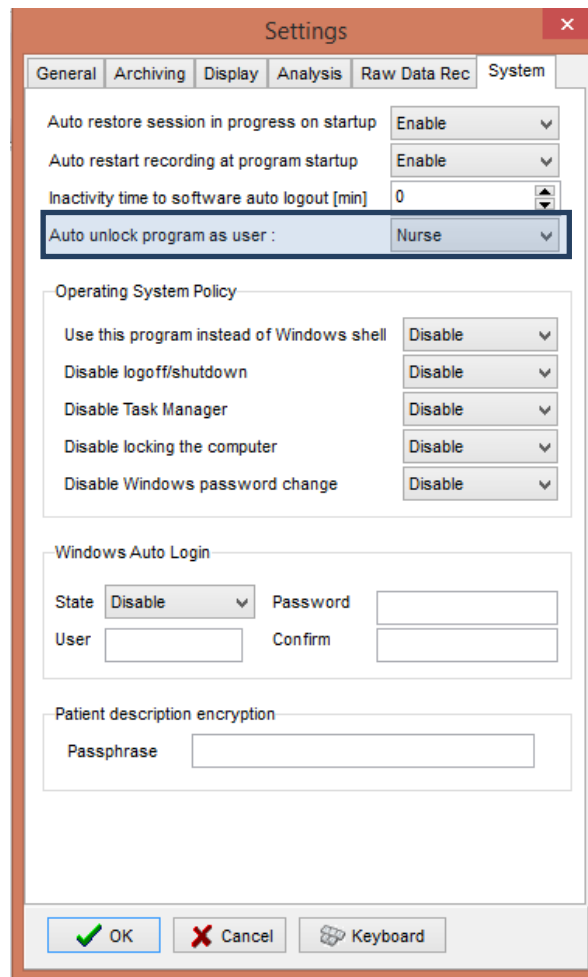 Settings
General Archiving Display Analysis Raw Data Rec System
Auto restore session in progress on startup Enable
Auto restart recording at program startup Enable
Inactivity time to software auto logout [min] 0
Auto unlock program as user : Nurse
Operating System Policy
Use this program instead of Windows shell Disable
Disable logoff/shutdown Disable
Disable Task Manager Disable
Disable locking the computer Disable
Disable Windows password change Disable
Windows Auto Login
State Disable Password
User Confirm
Patient description encryption
Passphrase
OK Cancel Keyboard